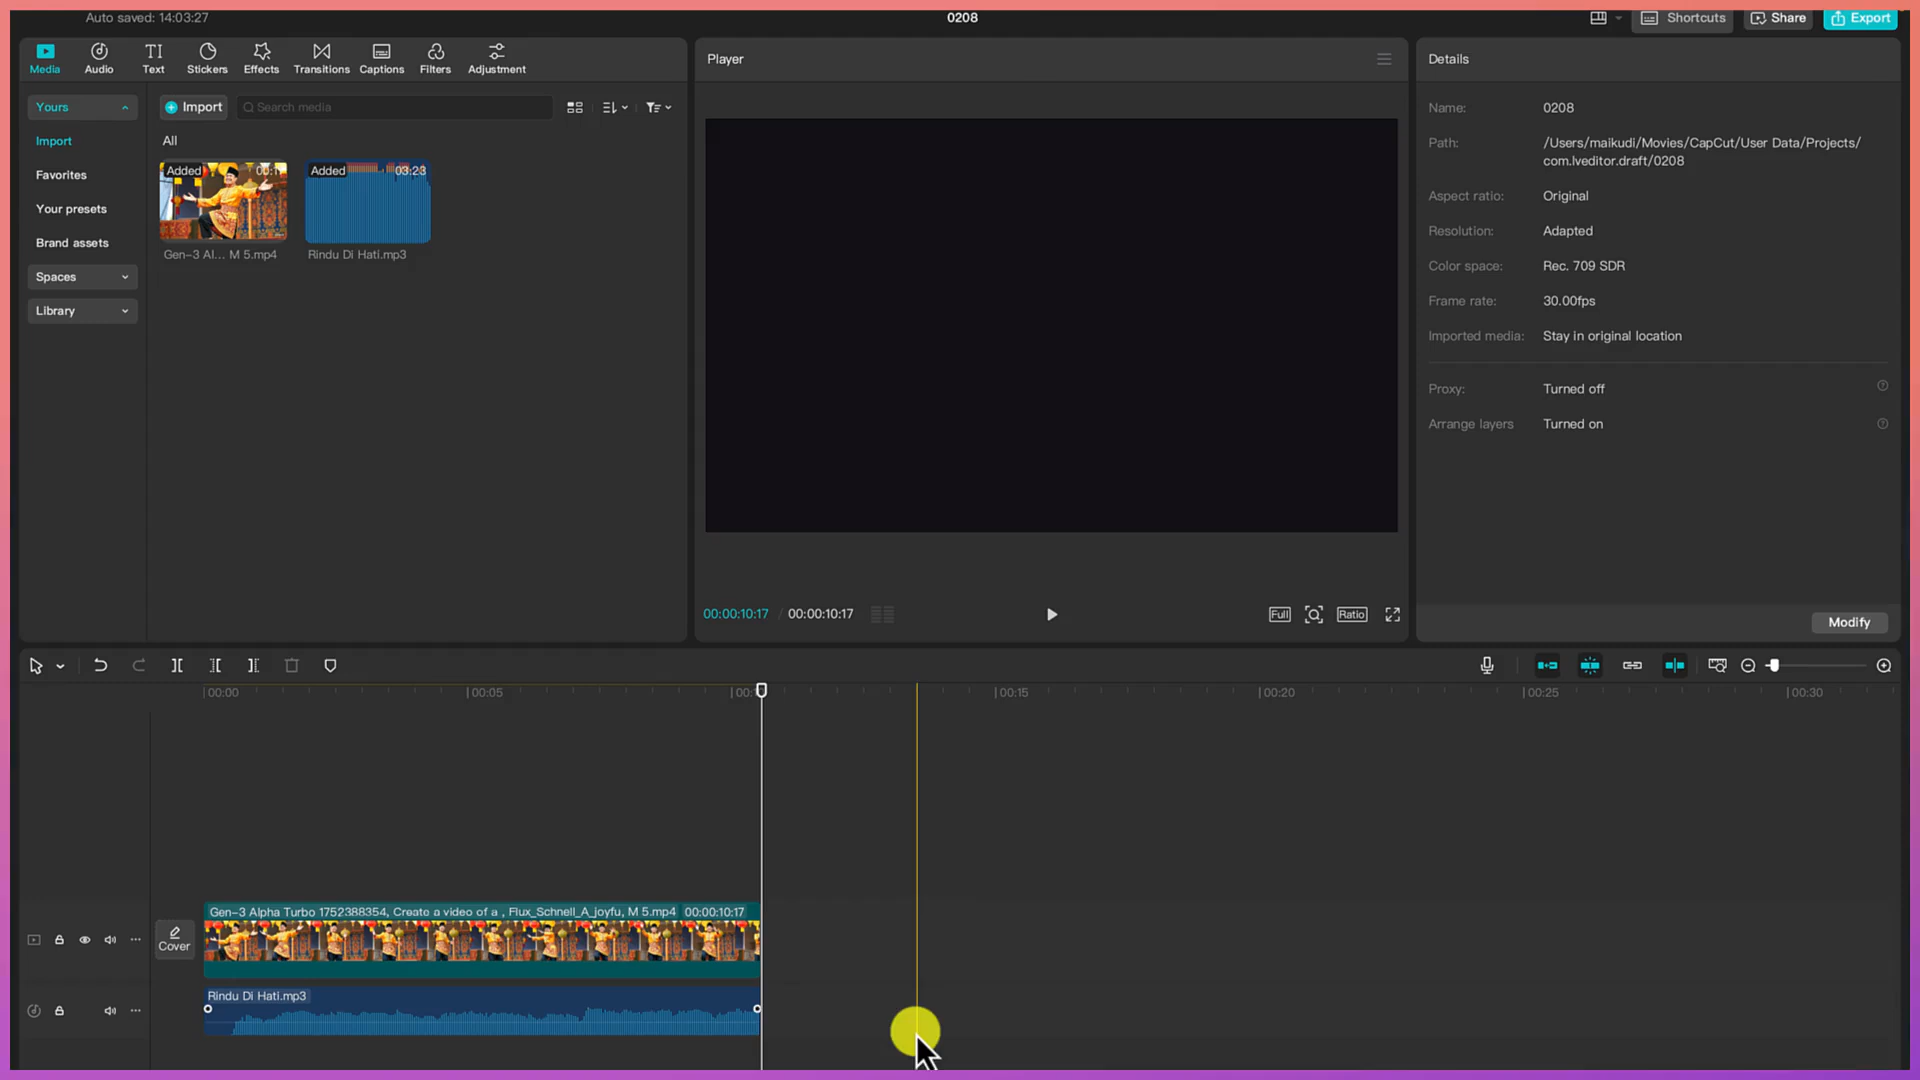 Auto saved: 14:03:27
0208
Shortcuts
Share
Export
Media
Audio
Text
Stickers
Effects
Transitions
Captions
Filters
Adjustment
Yours
Import
Favorites
Your presets
Brand assets
Spaces
Library
Import
Search media
All
Added
Gen-3 Al... M 5.mp4
Added 03:23
Rindu Di Hati.mp3
Player
00:00:10:17 / 00:00:10:17
Full
Ratio
Details
Name: 0208
Path: /Users/maikudi/Movies/CapCut/User Data/Projects/
com.lveditor.draft/0208
Aspect ratio: Original
Resolution: Adapted
Color space: Rec. 709 SDR
Frame rate: 30.00fps
Imported media: Stay in original location
Proxy: Turned off
Arrange layers Turned on
Modify
00:00 00:05 00:15 00:20 00:25 00:30
Cover
Gen-3 Alpha Turbo 1752388354, Create a video of a , Flux_Schnell_A_joyfu, M 5.mp4 00:00:10:17
Rindu Di Hati.mp3